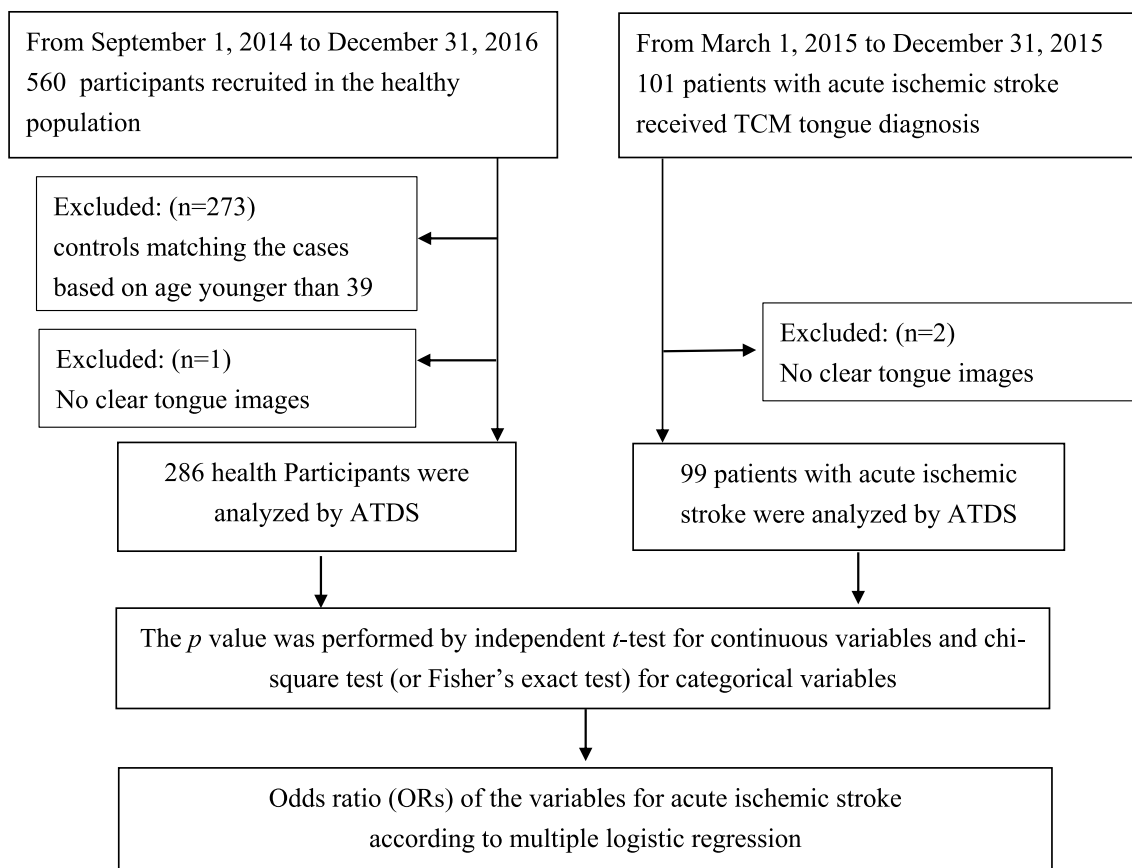 From September 1, 2014 to December 31, 2016
560 participants recruited in the healthy
population
From March 1, 2015 to December 31, 2015
101 patients with acute ischemic stroke
received TCM tongue diagnosis
Excluded: (n=273)
controls matching the cases
based on age younger than 39
Excluded: (n=1)
No clear tongue images
Excluded: (n=2)
No clear tongue images
286 health Participants were
analyzed by ATDS
99 patients with acute ischemic
stroke were analyzed by ATDS
The p value was performed by independent t-test for continuous variables and chi-
square test (or Fisher’s exact test) for categorical variables
Odds ratio (ORs) of the variables for acute ischemic stroke
according to multiple logistic regression